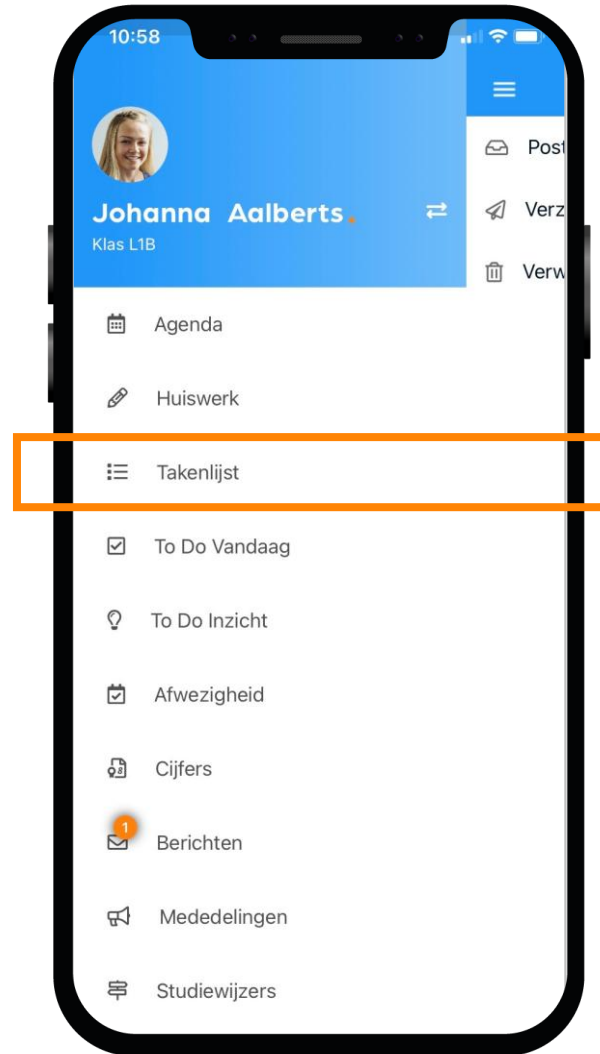 10:58
Johanna Aalberts.
Klas L1B
Post
Verz
Verw
Agenda
Huiswerk
Takenlijst
To Do Vandaag
To Do Inzicht
Afwezigheid
Cijfers
1
Berichten
Mededelingen
Studiewijzers